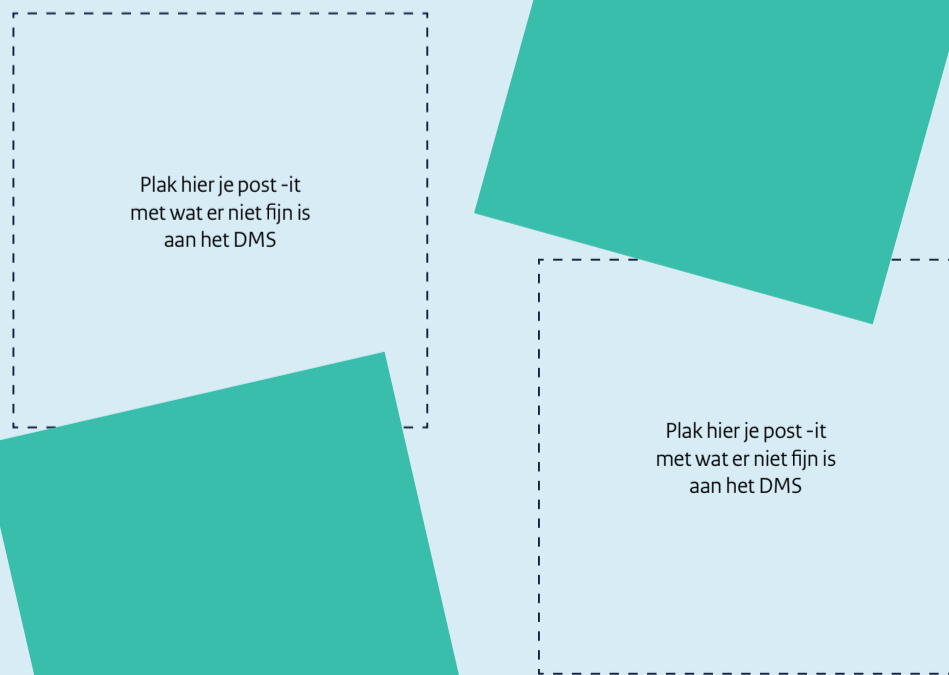 Plak hier je post -it
met wat er niet fijn is
aan het DMS
Plak hier je post -it
met wat er niet fijn is
aan het DMS